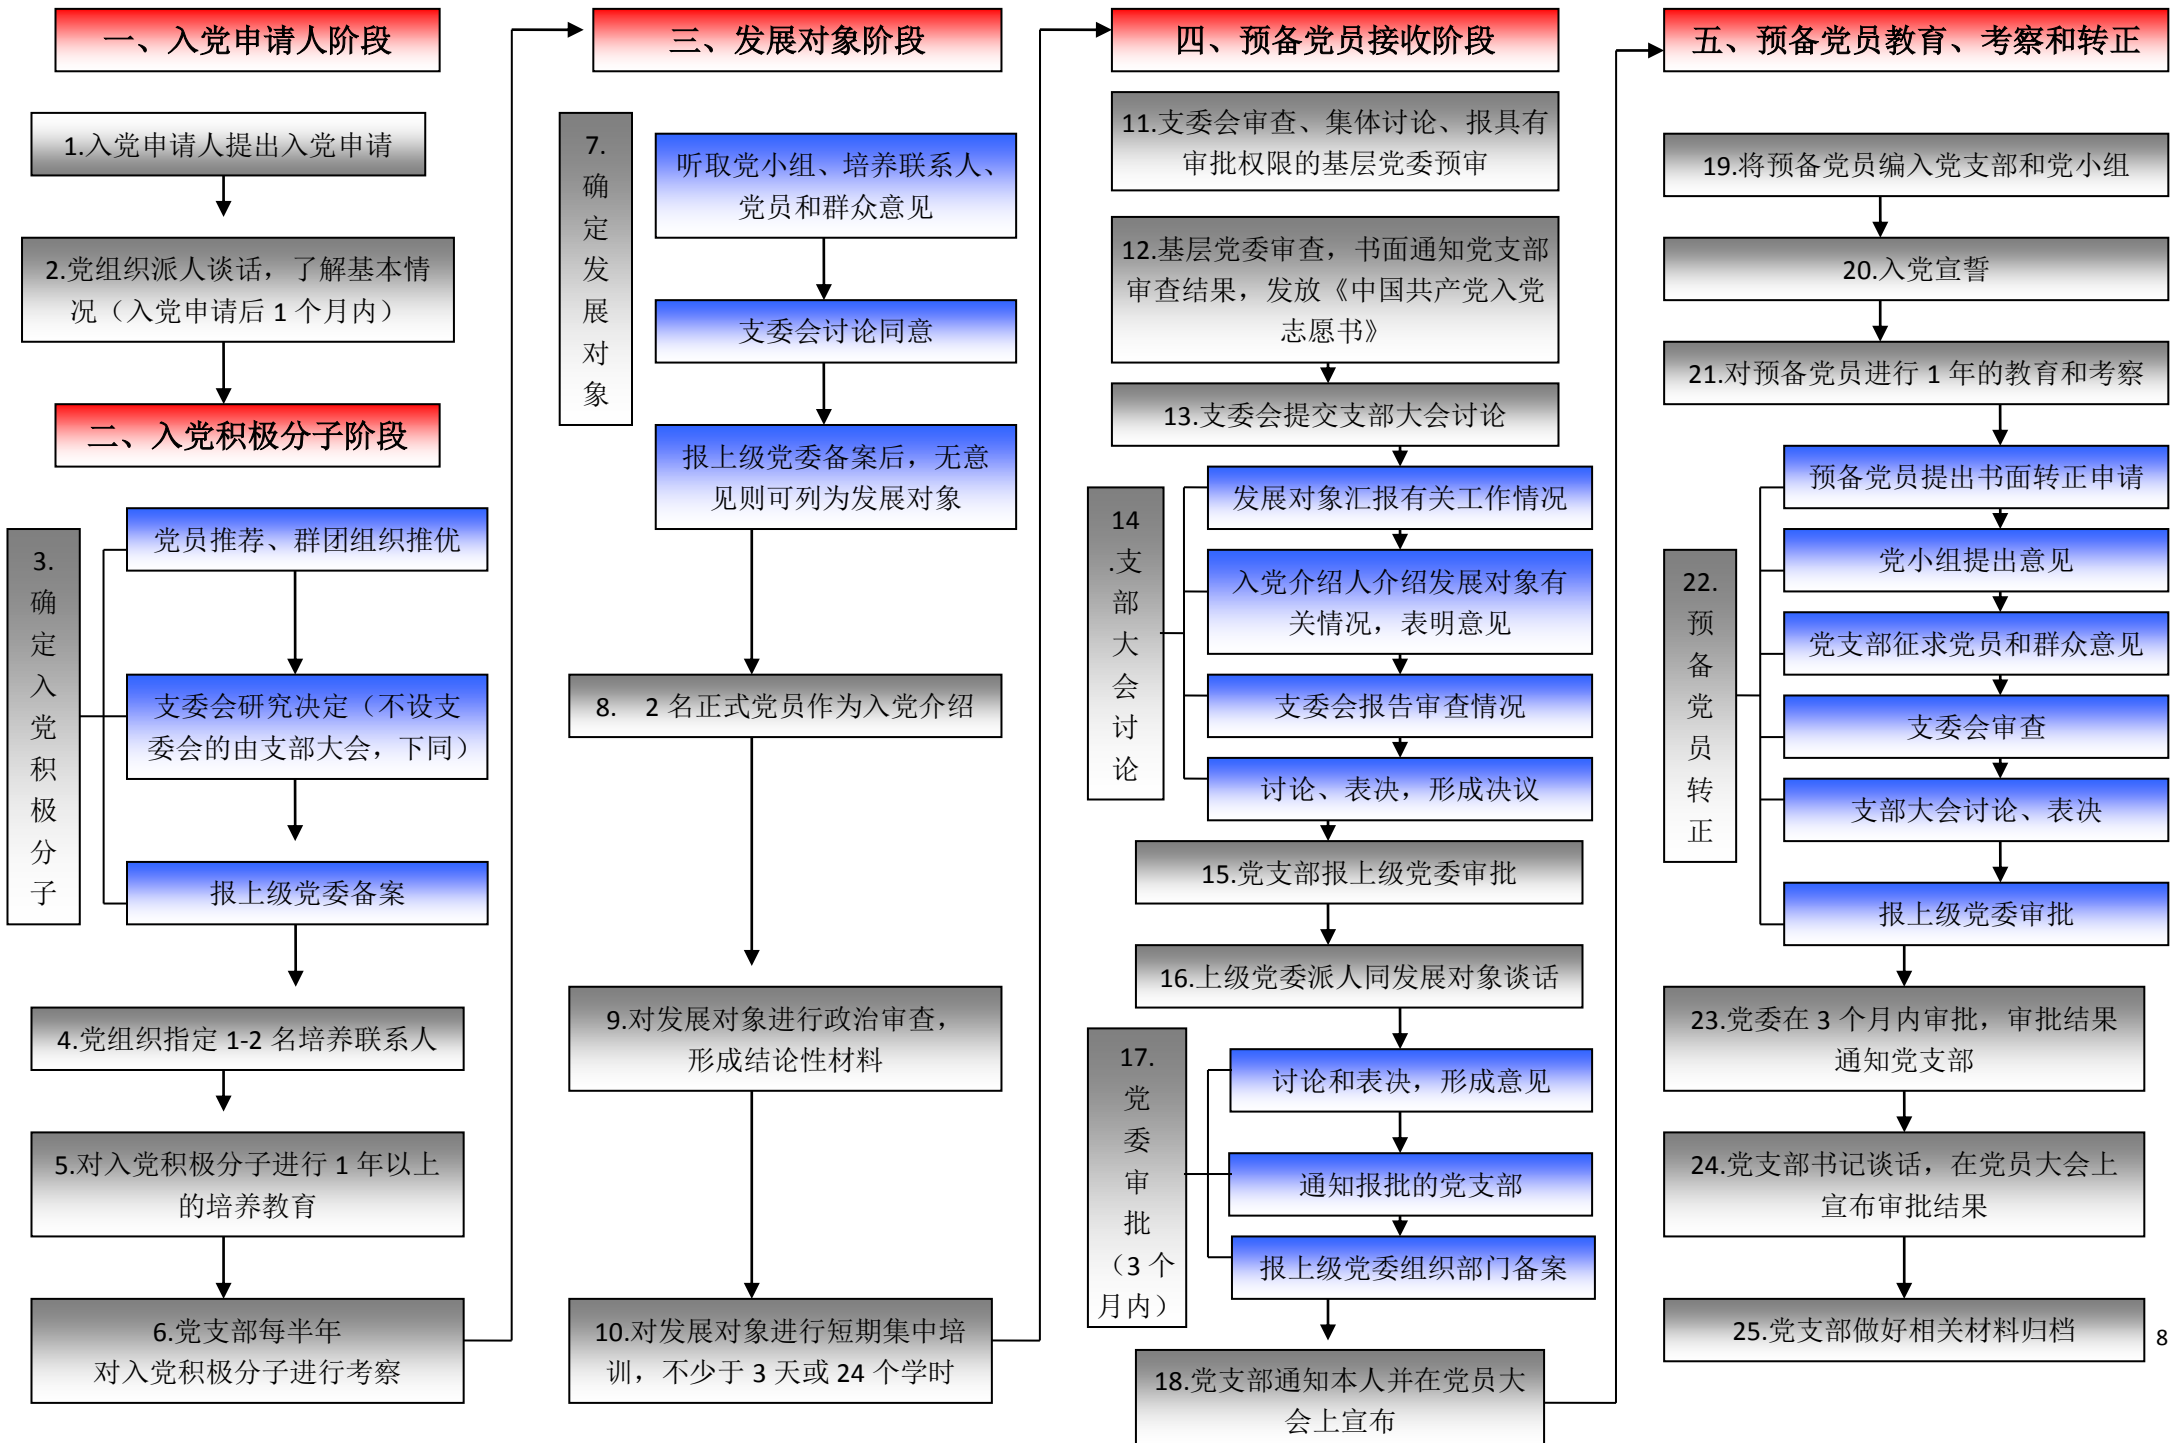 一、入党申请人阶段
1.入党申请人提出入党申请
2.党组织派人谈话，了解基本情
况（入党申请后 1 个月内）
二、入党积极分子阶段
3.
确
定
入
党
积
极
分
子
党员推荐、群团组织推优
支委会研究决定（不设支
委会的由支部大会，下同）
报上级党委备案
4.党组织指定 1-2 名培养联系人
5.对入党积极分子进行 1 年以上
的培养教育
6.党支部每半年
对入党积极分子进行考察
三、发展对象阶段
7.
确
定
发
展
对
象
听取党小组、培养联系人、
党员和群众意见
支委会讨论同意
报上级党委备案后，无意
见则可列为发展对象
8. 2 名正式党员作为入党介绍
9.对发展对象进行政治审查，
形成结论性材料
10.对发展对象进行短期集中培
训，不少于 3 天或 24 个学时
四、预备党员接收阶段
11.支委会审查、集体讨论、报具有
审批权限的基层党委预审
12.基层党委审查，书面通知党支部
审查结果，发放《中国共产党入党
志愿书》
13.支委会提交支部大会讨论
14
.支
部
大
会
讨
论
发展对象汇报有关工作情况
入党介绍人介绍发展对象有
关情况，表明意见
支委会报告审查情况
讨论、表决，形成决议
15.党支部报上级党委审批
16.上级党委派人同发展对象谈话
17.
党
委
审
批
（3 个
月内）
讨论和表决，形成意见
通知报批的党支部
报上级党委组织部门备案
18.党支部通知本人并在党员大
会上宣布
五、预备党员教育、考察和转正
19.将预备党员编入党支部和党小组
20.入党宣誓
21.对预备党员进行 1 年的教育和考察
22.
预
备
党
员
转
正
预备党员提出书面转正申请
党小组提出意见
党支部征求党员和群众意见
支委会审查
支部大会讨论、表决
报上级党委审批
23.党委在 3 个月内审批，审批结果
通知党支部
24.党支部书记谈话，在党员大会上
宣布审批结果
25.党支部做好相关材料归档
8